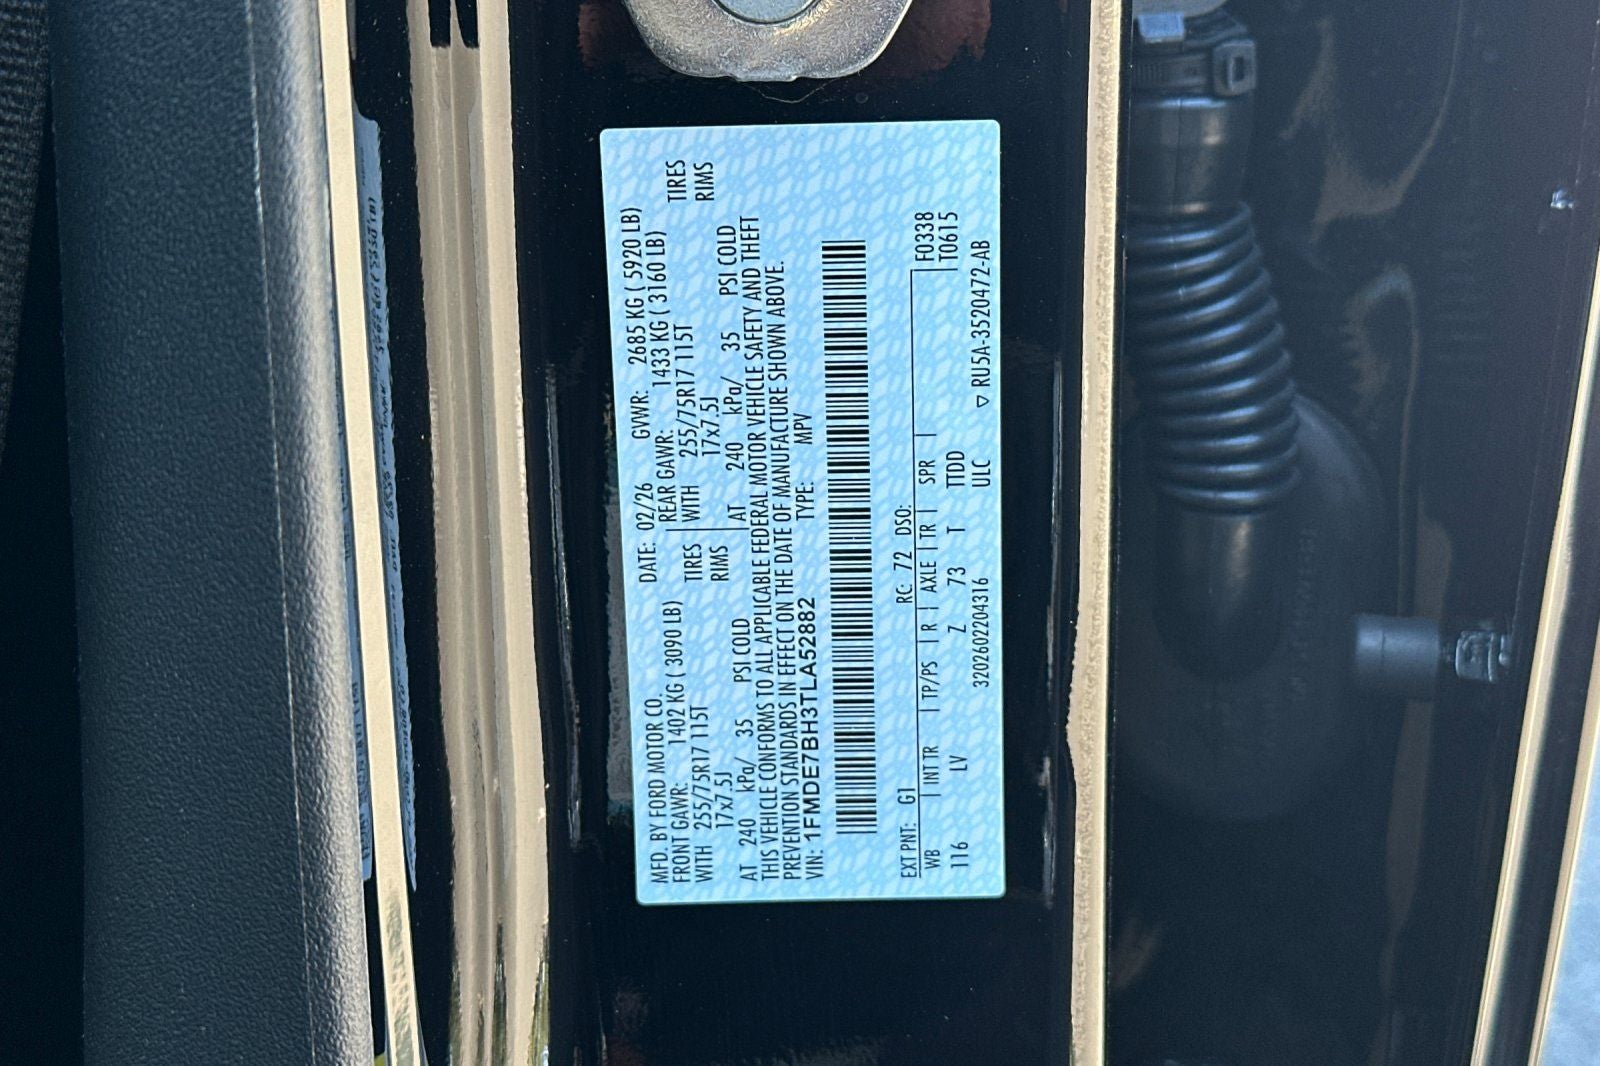 MFD. BY FORD MOTOR CO. DATE: 02/26 GVWR: 2685 KG ( 5920 LB)
FRONT GAWR: 1402 KG ( 3090 LB) REAR GAWR: 1433 KG ( 3160 LB)
WITH 255/75R17 115T TIRES WITH 255/75R17 115T TIRES
17x7.5J RIMS 17x7.5J RIMS
AT 240 kPa/ 35 PSI COLD AT 240 kPa/ 35 PSI COLD
THIS VEHICLE CONFORMS TO ALL APPLICABLE FEDERAL MOTOR VEHICLE SAFETY AND THEFT
PREVENTION STANDARDS IN EFFECT ON THE DATE OF MANUFACTURE SHOWN ABOVE.
VIN: 1FMDE7BH3TLA52882 TYPE: MPV
EXT PNT: G1 RC: 72 DSO: F0338
WB INT TR TP/PS R AXLE TR SPR T0615
116 LV Z 73 T TTDD
3202602204316 ULC ▽ RU5A-3520472-AB